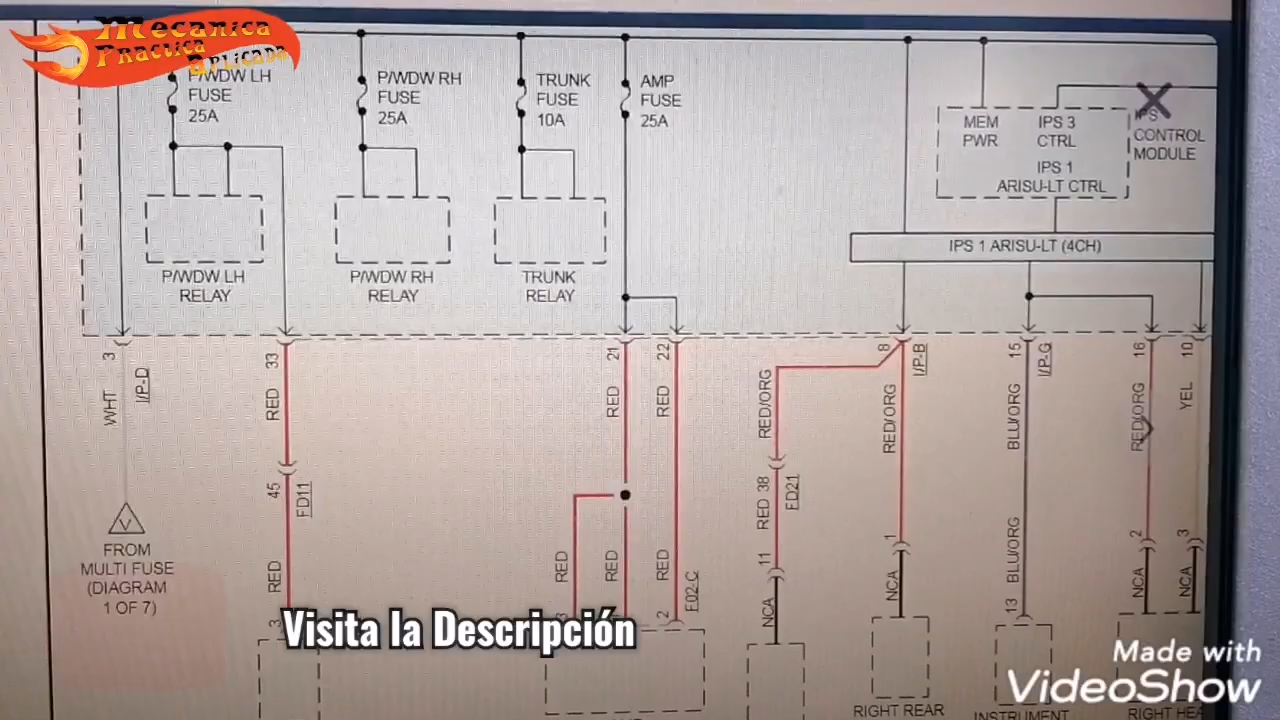 Mecanica
Practica
Aplicada
P/WDW LH
FUSE
25A
P/WDW RH
FUSE
25A
TRUNK
FUSE
10A
AMP
FUSE
25A
MEM
PWR
IPS 3
CTRL
IPS 1
ARISU-LT CTRL
IPS
CONTROL
MODULE
IPS 1 ARISU-LT (4CH)
P/WDW LH
RELAY
P/WDW RH
RELAY
TRUNK
RELAY
3
33
21
22
8
15
16
10
I/P-D
I/P-B
I/P-G
WHT
RED
RED
RED
RED/ORG
RED/ORG
BLU/ORG
RED/ORG
YEL
45
FD11
RED 38
FD21
V
FROM
MULTI FUSE
(DIAGRAM
1 OF 7)
RED
RED
RED
RED
11
1
BLU/ORG
2
3
3
2
F02-C
NCA
NCA
13
NCA
NCA
Visita la Descripción
RIGHT REAR
INSTRUMENT
Made with
VideoShow